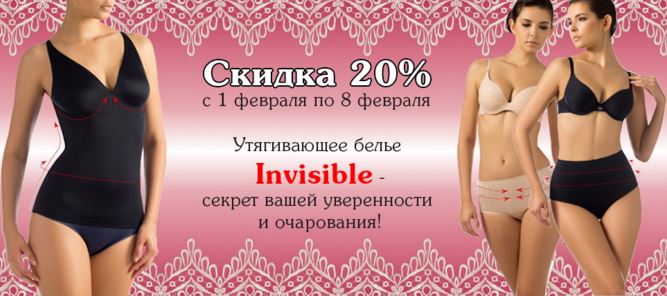 Скидка 20%
с 1 февраля по 8 февраля
Утягивающее белье
Invisible -
секрет вашей уверенности
и очарования!